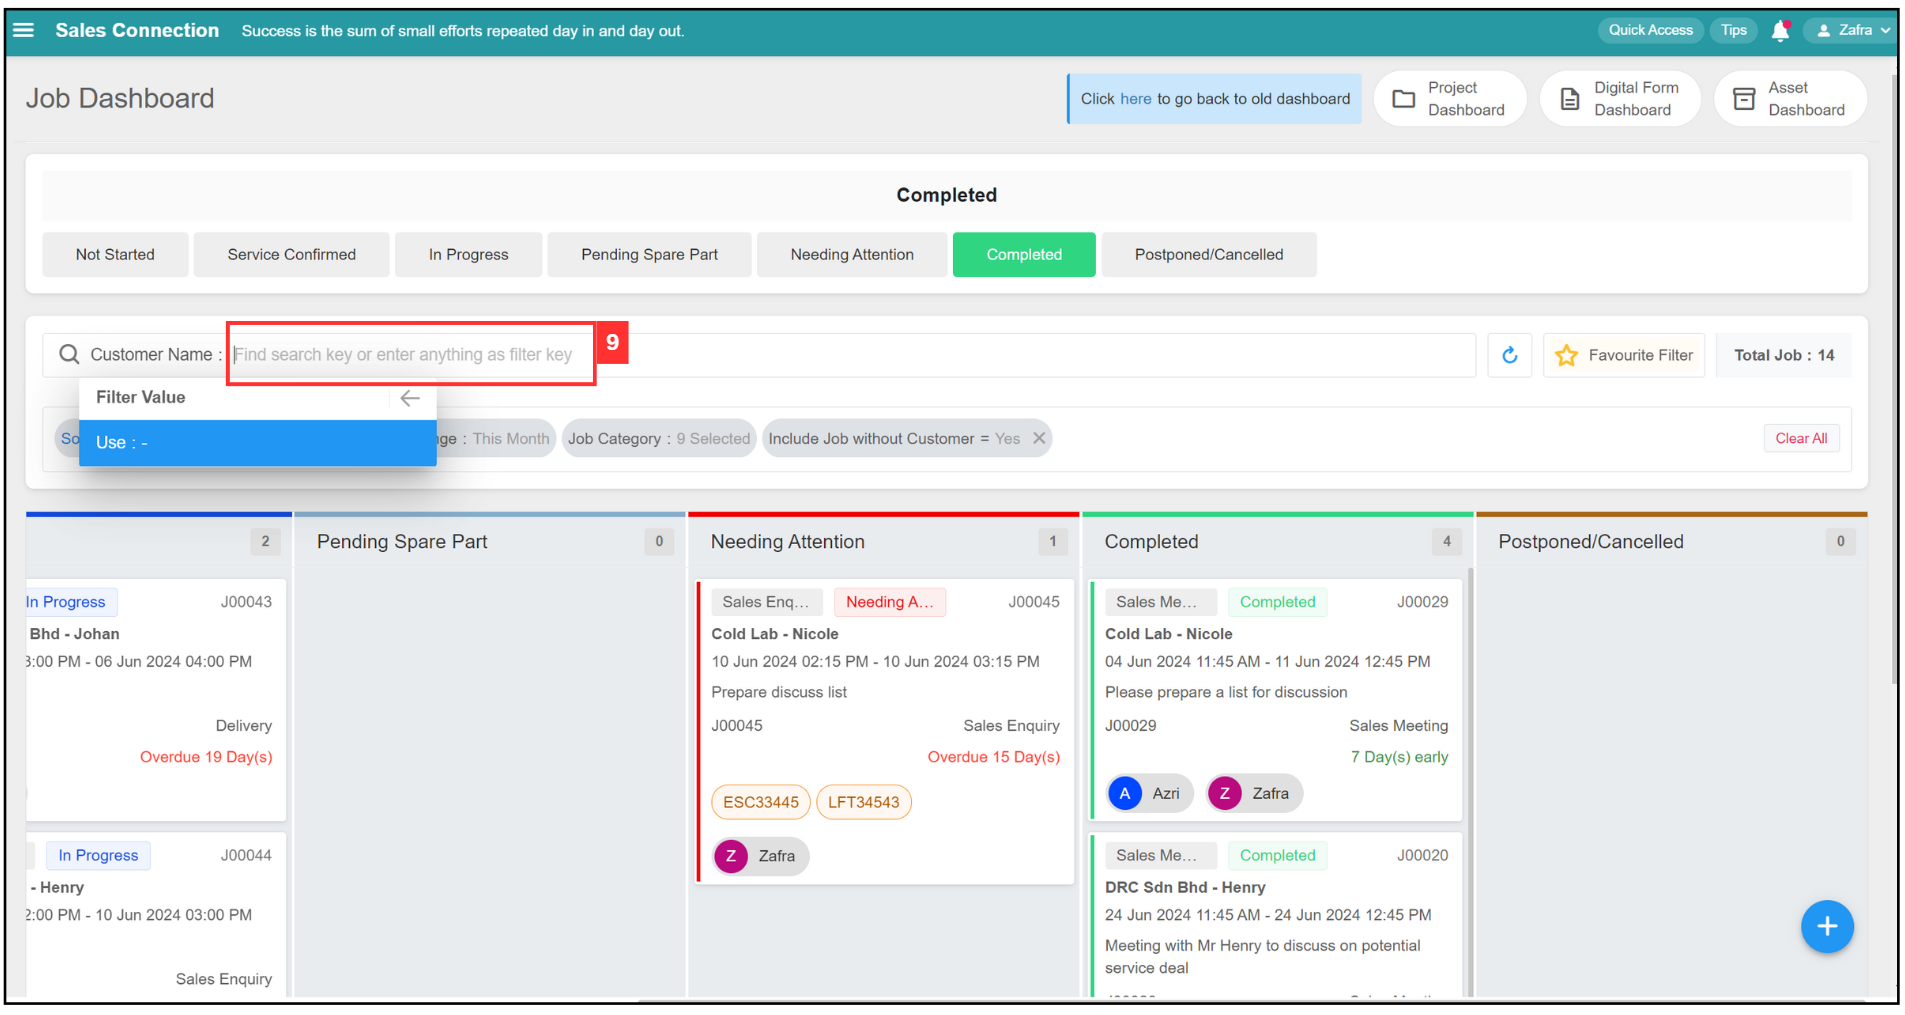 Sales Connection Success is the sum of small efforts repeated day in and day out. Quick Access Tips Zafra
Job Dashboard
Click here to go back to old dashboard
Project
Dashboard
Digital Form
Dashboard
Asset
Dashboard
Completed
Not Started Service Confirmed In Progress Pending Spare Part Needing Attention Completed Postponed/Cancelled
Customer Name : Find search key or enter anything as filter key 9 Favourite Filter Total Job : 14
Filter Value
So Use : - nge : This Month Job Category : 9 Selected Include Job without Customer = Yes Clear All
2 Pending Spare Part 0 Needing Attention 1 Completed 4 Postponed/Cancelled 0
In Progress J00043
Bhd - Johan
3:00 PM - 06 Jun 2024 04:00 PM
Delivery
Overdue 19 Day(s)
In Progress J00044
- Henry
2:00 PM - 10 Jun 2024 03:00 PM
Sales Enquiry
Sales Enq... Needing A... J00045
Cold Lab - Nicole
10 Jun 2024 02:15 PM - 10 Jun 2024 03:15 PM
Prepare discuss list
J00045 Sales Enquiry
Overdue 15 Day(s)
ESC33445 LFT34543
Z Zafra
Sales Me... Completed J00029
Cold Lab - Nicole
04 Jun 2024 11:45 AM - 11 Jun 2024 12:45 PM
Please prepare a list for discussion
J00029 Sales Meeting
7 Day(s) early
A Azri Z Zafra
Sales Me... Completed J00020
DRC Sdn Bhd - Henry
24 Jun 2024 11:45 AM - 24 Jun 2024 12:45 PM
Meeting with Mr Henry to discuss on potential
service deal